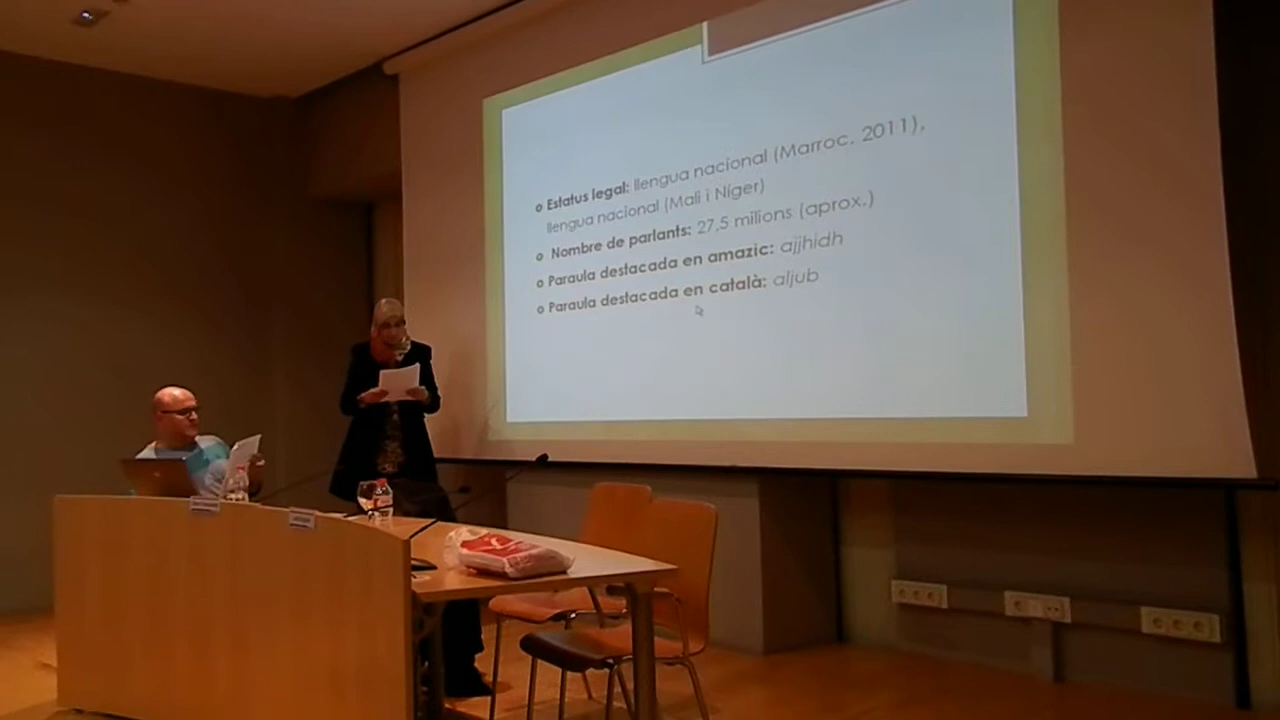 o Estatus legal: llengua nacional (Marroc, 2011),
llengua nacional (Mali i Níger)
o Nombre de parlants: 27,5 milions (aprox.)
o Paraula destacada en amazic: ajjhidh
o Paraula destacada en català: aljub